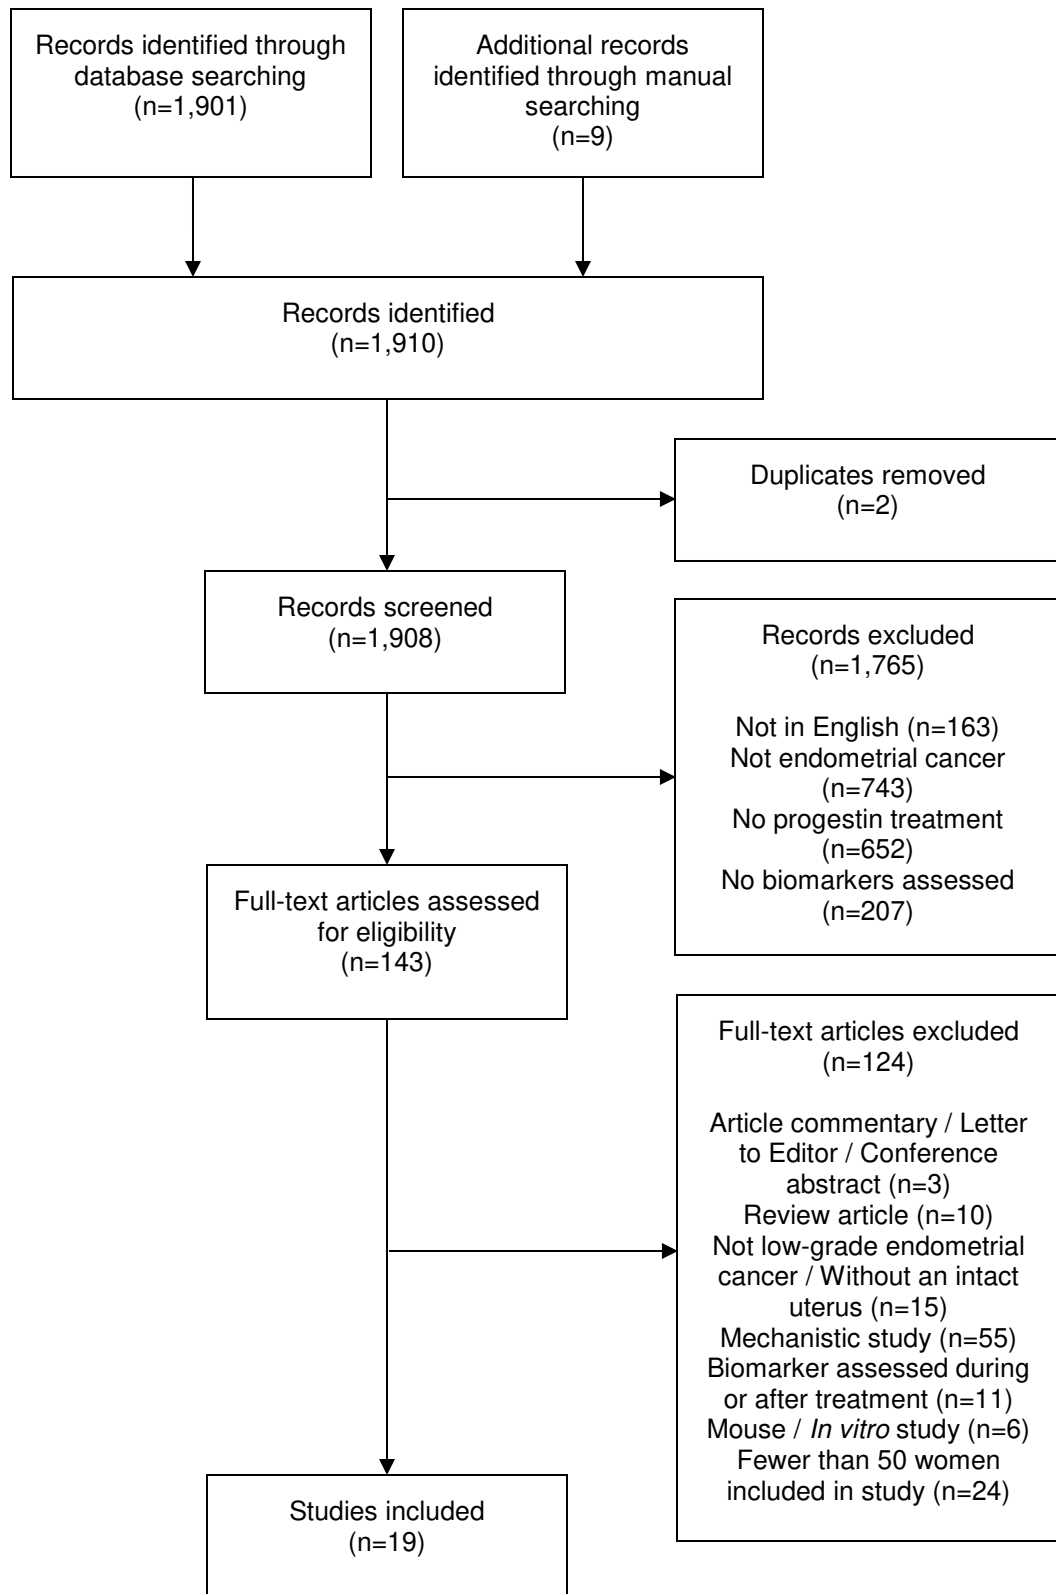 Records identified through
database searching
(n=1,901)
Additional records
identified through manual
searching
(n=9)
Records identified
(n=1,910)
Duplicates removed
(n=2)
Records screened
(n=1,908)
Records excluded
(n=1,765)
Not in English (n=163)
Not endometrial cancer
(n=743)
No progestin treatment
(n=652)
No biomarkers assessed
(n=207)
Full-text articles assessed
for eligibility
(n=143)
Full-text articles excluded
(n=124)
Article commentary / Letter
to Editor / Conference
abstract (n=3)
Review article (n=10)
Not low-grade endometrial
cancer / Without an intact
uterus (n=15)
Mechanistic study (n=55)
Biomarker assessed during
or after treatment (n=11)
Mouse / In vitro study (n=6)
Fewer than 50 women
included in study (n=24)
Studies included
(n=19)